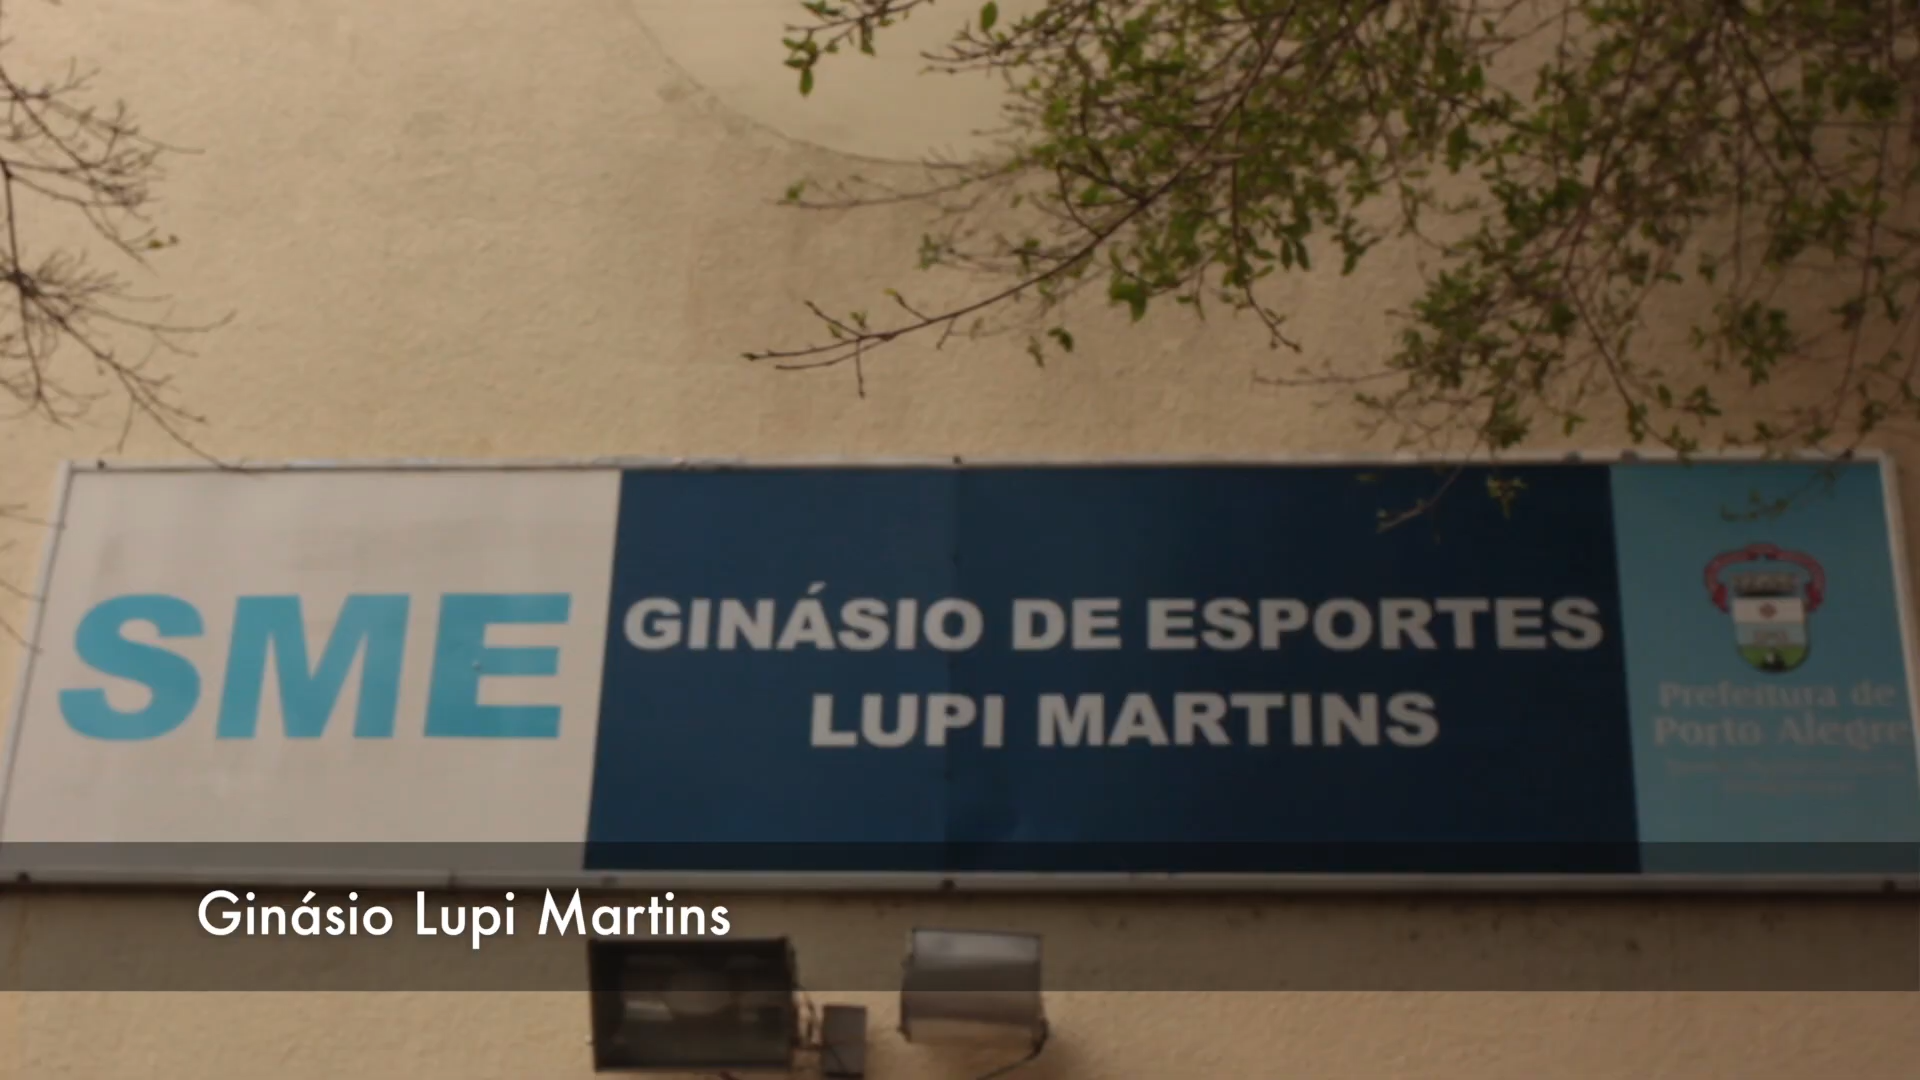 SME
GINÁSIO DE ESPORTES
LUPI MARTINS
Prefeitura de
Porto Alegre
Ginásio Lupi Martins